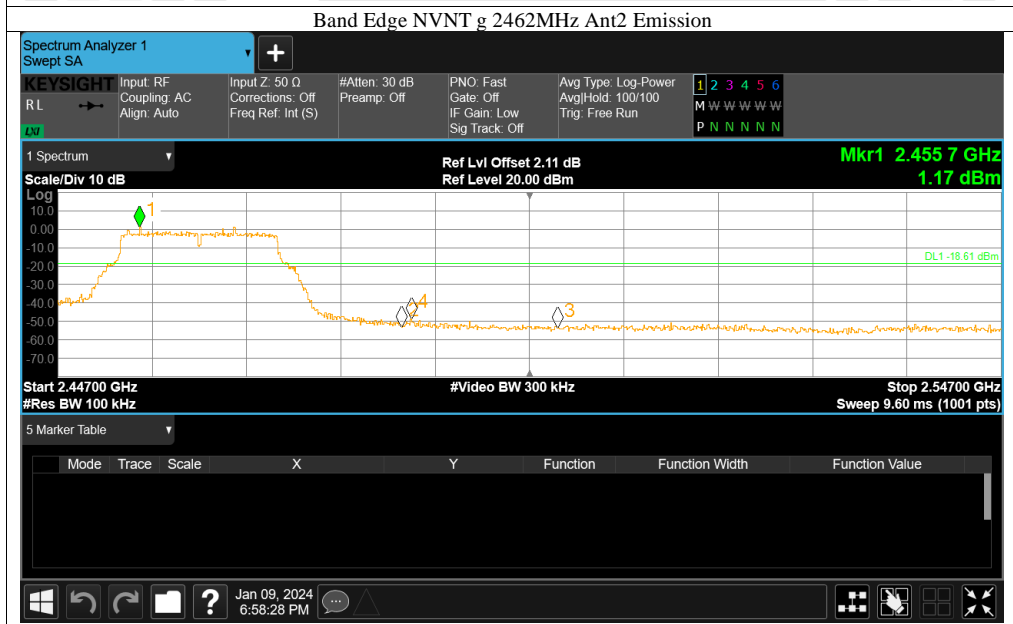 Band Edge NVNT g 2462MHz Ant2 Emission
Spectrum Analyzer 1
Swept SA
+
KEYSIGHT Input: RF Input Z: 50 Ω #Atten: 30 dB PNO: Fast Avg Type: Log-Power 1 2 3 4 5 6
RL Coupling: AC Corrections: Off Preamp: Off Gate: Off Avg|Hold: 100/100 M W W W W W
Align: Auto Freq Ref: Int (S) IF Gain: Low Trig: Free Run
LXI Sig Track: Off P N N N N N
1 Spectrum Ref Lvl Offset 2.11 dB Mkr1 2.455 7 GHz
Scale/Div 10 dB Ref Level 20.00 dBm 1.17 dBm
Log
10.0 1
0.00
-10.0
DL1 -18.61 dBm
-20.0
-30.0
-40.0 4
3
-50.0
-60.0
-70.0
Start 2.44700 GHz #Video BW 300 kHz Stop 2.54700 GHz
#Res BW 100 kHz Sweep 9.60 ms (1001 pts)
5 Marker Table
Mode Trace Scale X Y Function Function Width Function Value
? Jan 09, 2024
6:58:28 PM